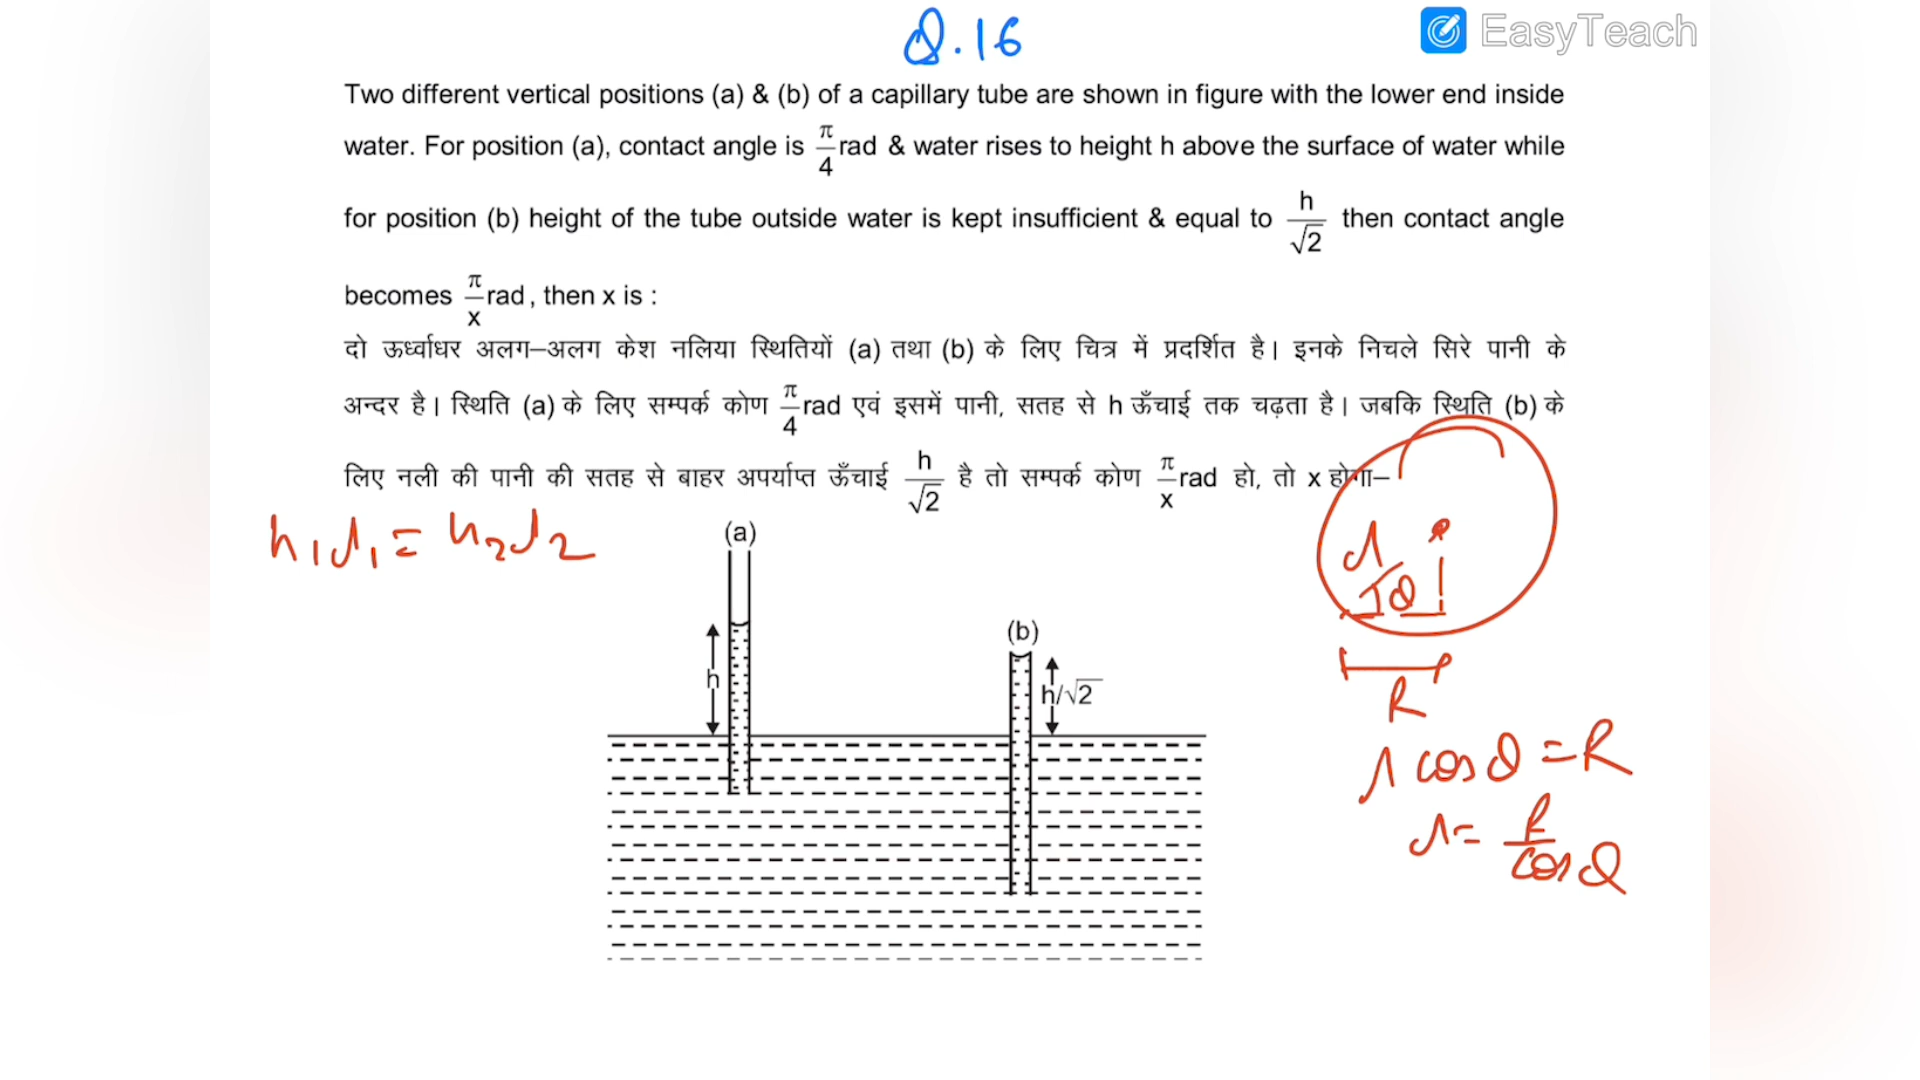 Q.16
EasyTeach
Two different vertical positions (a) & (b) of a capillary tube are shown in figure with the lower end inside
water. For position (a), contact angle is π/4 rad & water rises to height h above the surface of water while
for position (b) height of the tube outside water is kept insufficient & equal to h/√2 then contact angle
becomes π/x rad , then x is :
दो ऊर्ध्वाधर अलग–अलग केश नलिया स्थितियों (a) तथा (b) के लिए चित्र में प्रदर्शित है। इनके निचले सिरे पानी के
अन्दर है। स्थिति (a) के लिए सम्पर्क कोण π/4 rad एवं इसमें पानी, सतह से h ऊँचाई तक चढ़ता है। जबकि स्थिति (b) के
लिए नली की पानी की सतह से बाहर अपर्याप्त ऊँचाई h/√2 है तो सम्पर्क कोण π/x rad हो, तो x होगा–
h₁r₁ = h₂r₂
(a)
r
θ
(b)
h
h/√2
R
r cosθ = R
r = R/cosθ